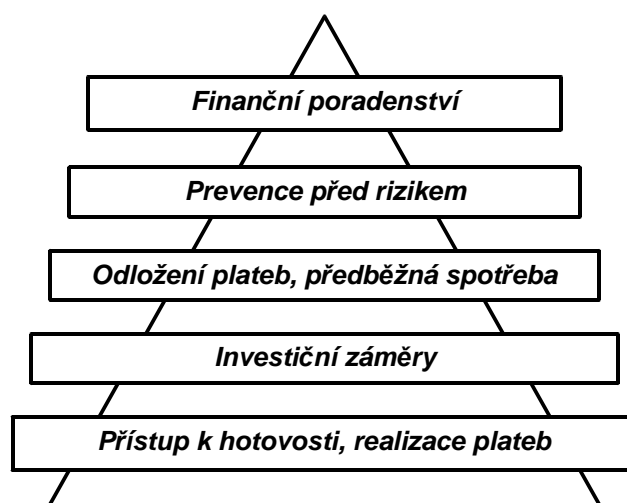 Finanční poradenství
Prevence před rizikem
Odložení plateb, předběžná spotřeba
Investiční záměry
Přístup k hotovosti, realizace plateb